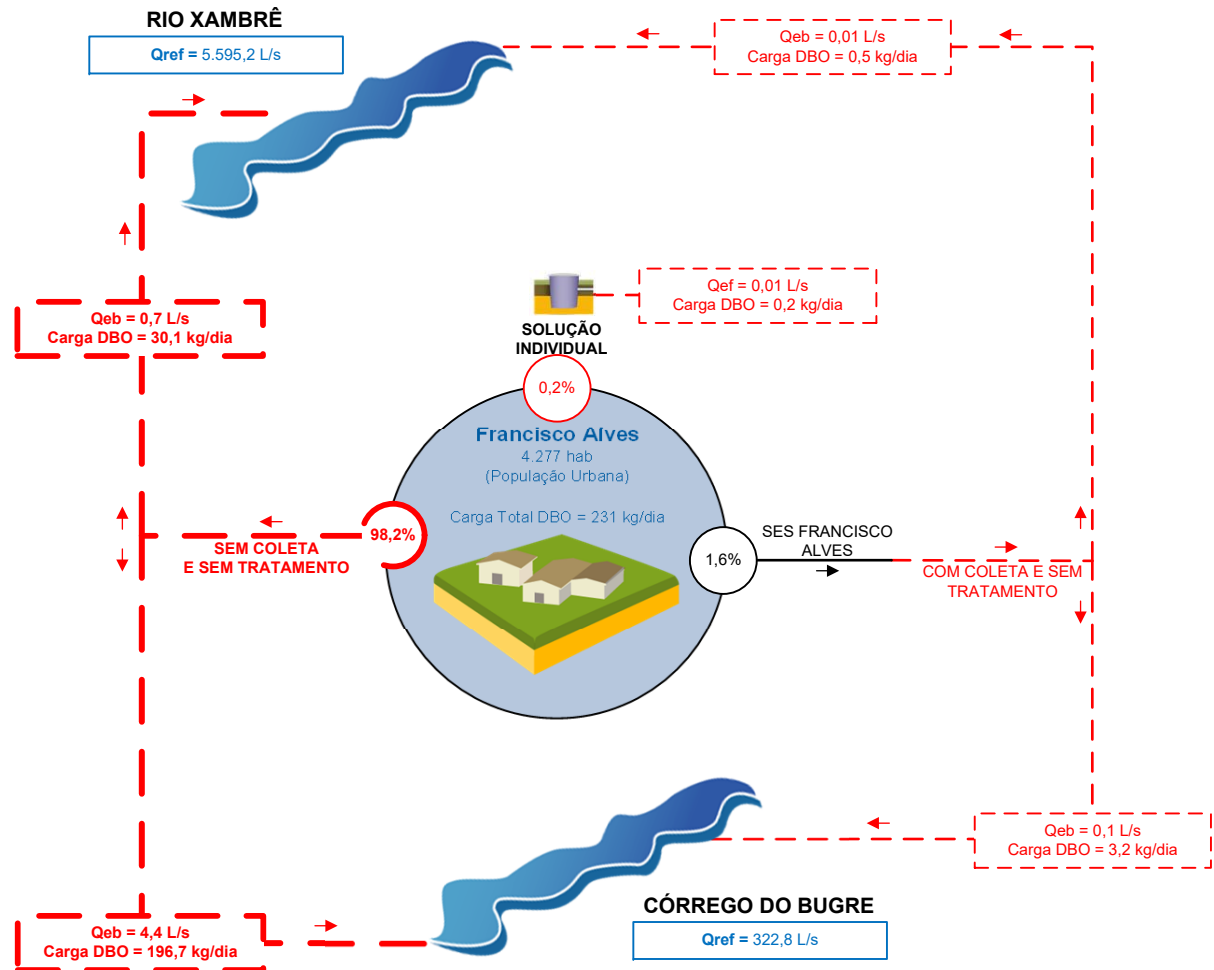 RIO XAMBRÊ
Qref = 5.595,2 L/s
Qeb = 0,01 L/s
Carga DBO = 0,5 kg/dia
Qeb = 0,7 L/s
Carga DBO = 30,1 kg/dia
Qef = 0,01 L/s
Carga DBO = 0,2 kg/dia
SOLUÇÃO
INDIVIDUAL
0,2%
Francisco Alves
4.277 hab
(População Urbana)
Carga Total DBO = 231 kg/dia
98,2%
SEM COLETA
E SEM TRATAMENTO
1,6%
SES FRANCISCO
ALVES
COM COLETA E SEM
TRATAMENTO
Qeb = 0,1 L/s
Carga DBO = 3,2 kg/dia
CÓRREGO DO BUGRE
Qref = 322,8 L/s
Qeb = 4,4 L/s
Carga DBO = 196,7 kg/dia